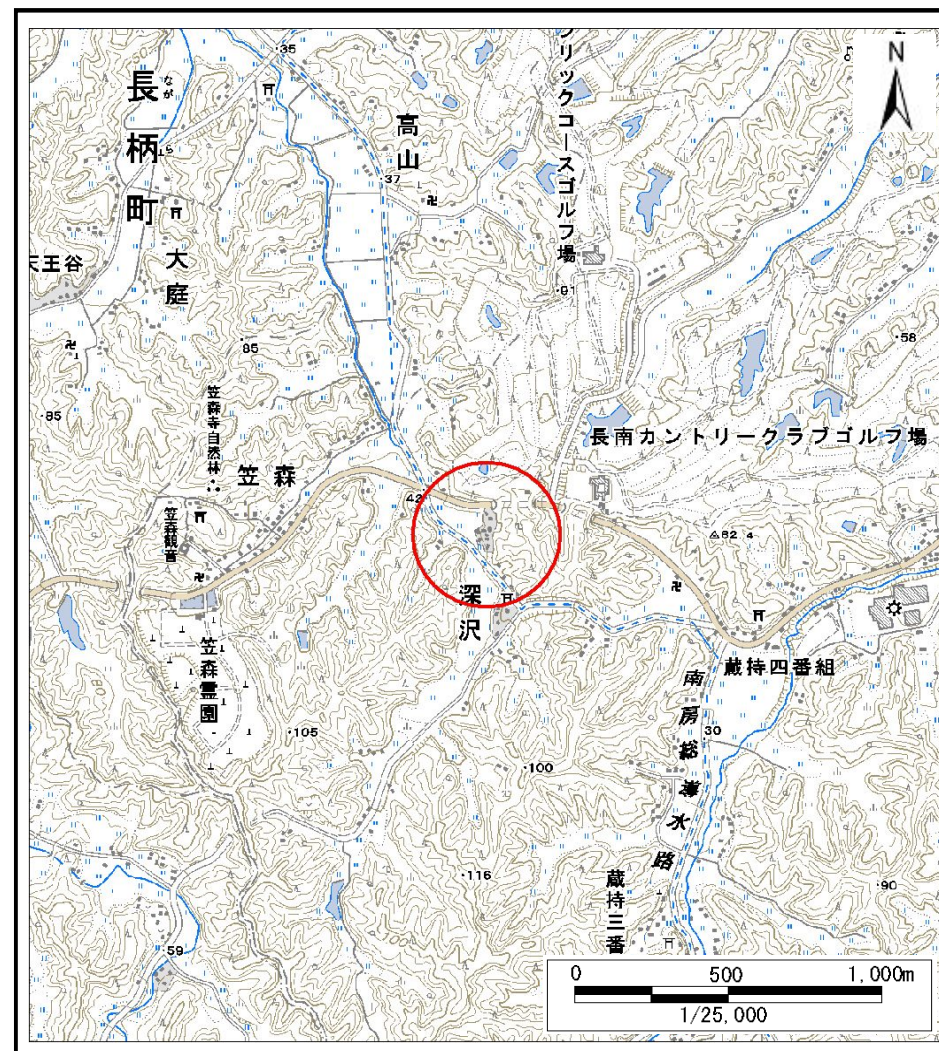 N
35
長柄町
ながら
高山
37
リックコースゴルフ場
天王谷
大庭
91
85
58
85
笠森寺自然林
長南カントリークラブゴルフ場
笠森
42
笠森観音
82.4
深沢
蔵持四番組
笠森霊園
南房総導水路
30
105
100
116
蔵持三番
90
59
0 500 1,000m
1/25,000